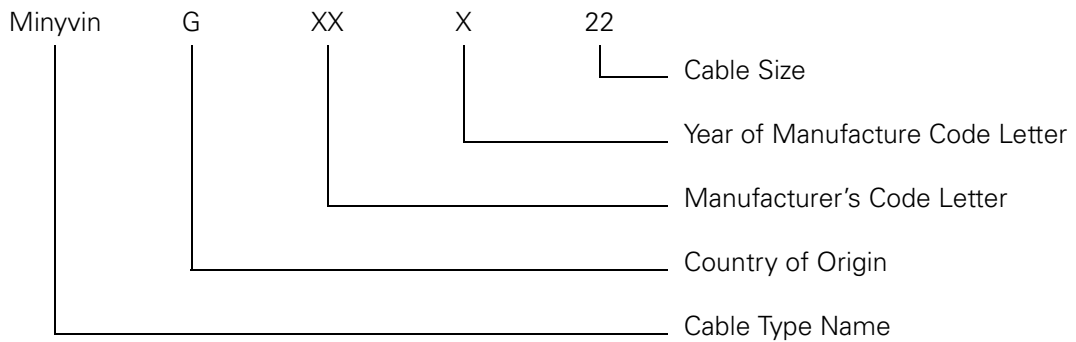 Minyvin G XX X 22
Cable Size
Year of Manufacture Code Letter
Manufacturer’s Code Letter
Country of Origin
Cable Type Name